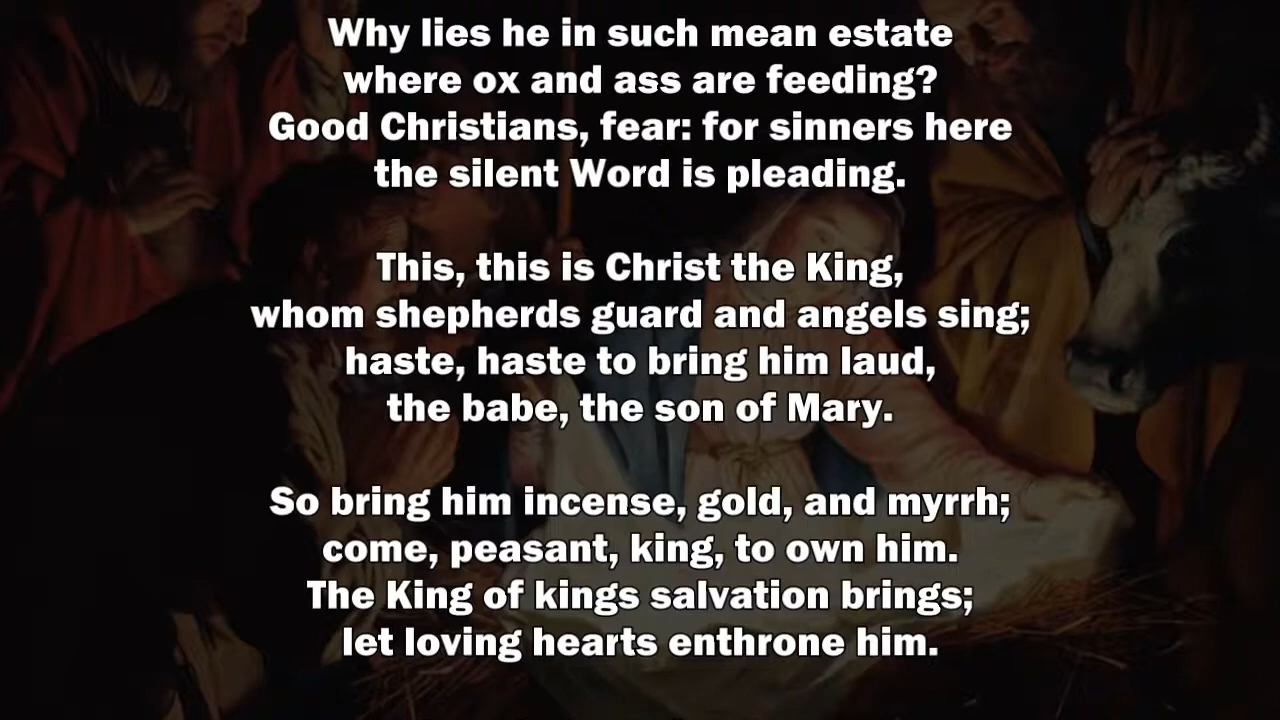 Why lies he in such mean estate
where ox and ass are feeding?
Good Christians, fear: for sinners here
the silent Word is pleading.
This, this is Christ the King,
whom shepherds guard and angels sing;
haste, haste to bring him laud,
the babe, the son of Mary.
So bring him incense, gold, and myrrh;
come, peasant, king, to own him.
The King of kings salvation brings;
let loving hearts enthrone him.